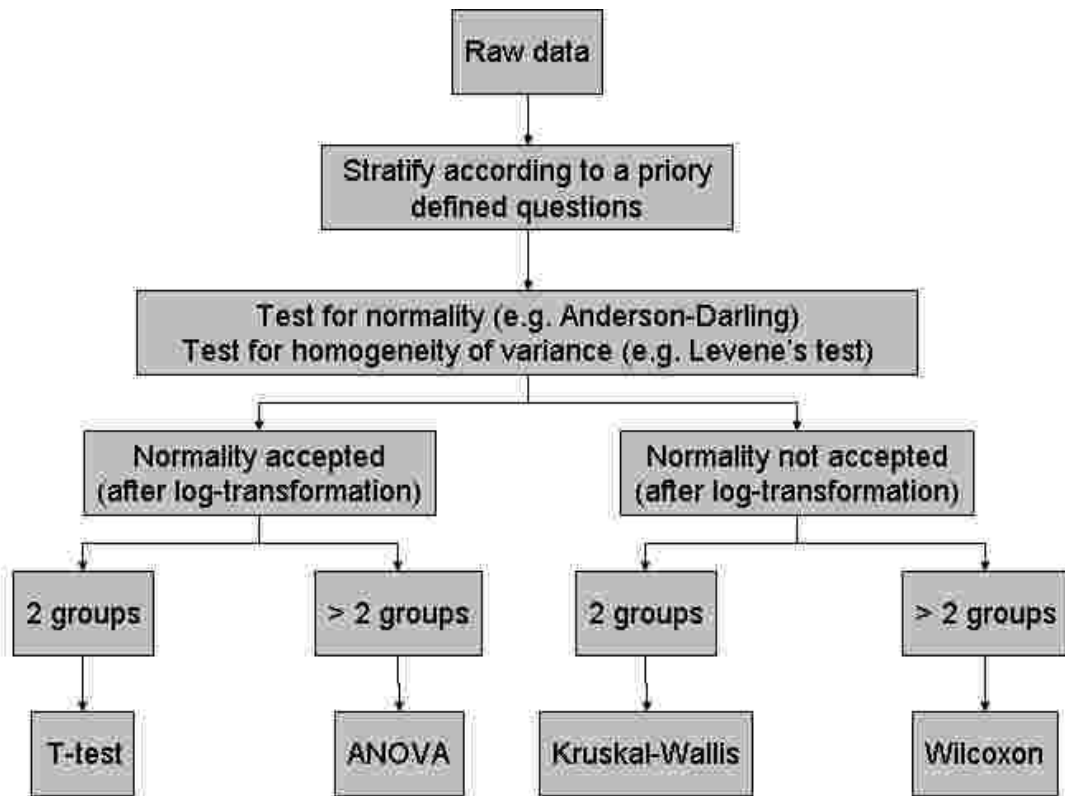 Raw data
Stratify according to a priory
defined questions
Test for normality (e.g. Anderson-Darling)
Test for homogeneity of variance (e.g. Levene's test)
Normality accepted
(after log-transformation)
Normality not accepted
(after log-transformation)
2 groups
> 2 groups
2 groups
> 2 groups
T-test
ANOVA
Kruskal-Wallis
Wilcoxon